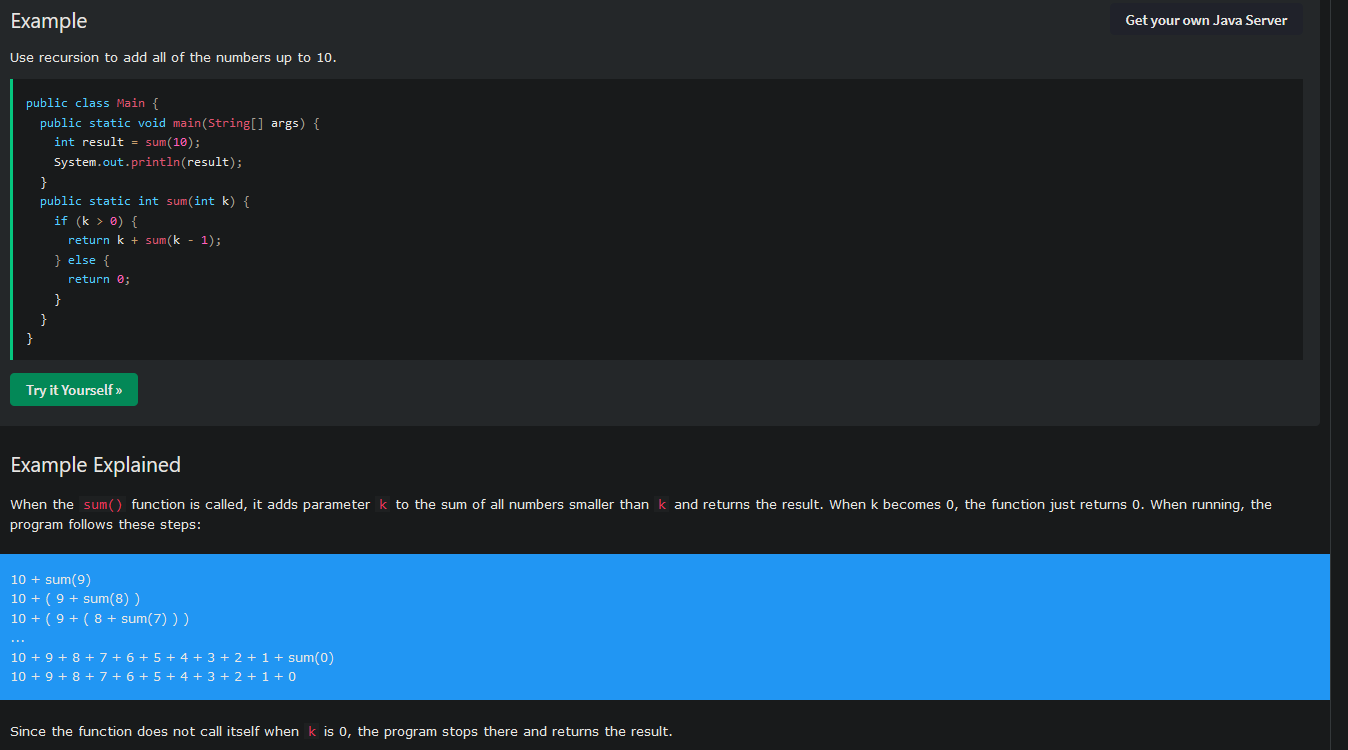 Example
Get your own Java Server
Use recursion to add all of the numbers up to 10.
public class Main {
  public static void main(String[] args) {
    int result = sum(10);
    System.out.println(result);
  }
  public static int sum(int k) {
    if (k > 0) {
      return k + sum(k - 1);
    } else {
      return 0;
    }
  }
}
Try it Yourself »
Example Explained
When the sum() function is called, it adds parameter k to the sum of all numbers smaller than k and returns the result. When k becomes 0, the function just returns 0. When running, the
program follows these steps:
10 + sum(9)
10 + ( 9 + sum(8) )
10 + ( 9 + ( 8 + sum(7) ) )
...
10 + 9 + 8 + 7 + 6 + 5 + 4 + 3 + 2 + 1 + sum(0)
10 + 9 + 8 + 7 + 6 + 5 + 4 + 3 + 2 + 1 + 0
Since the function does not call itself when k is 0, the program stops there and returns the result.